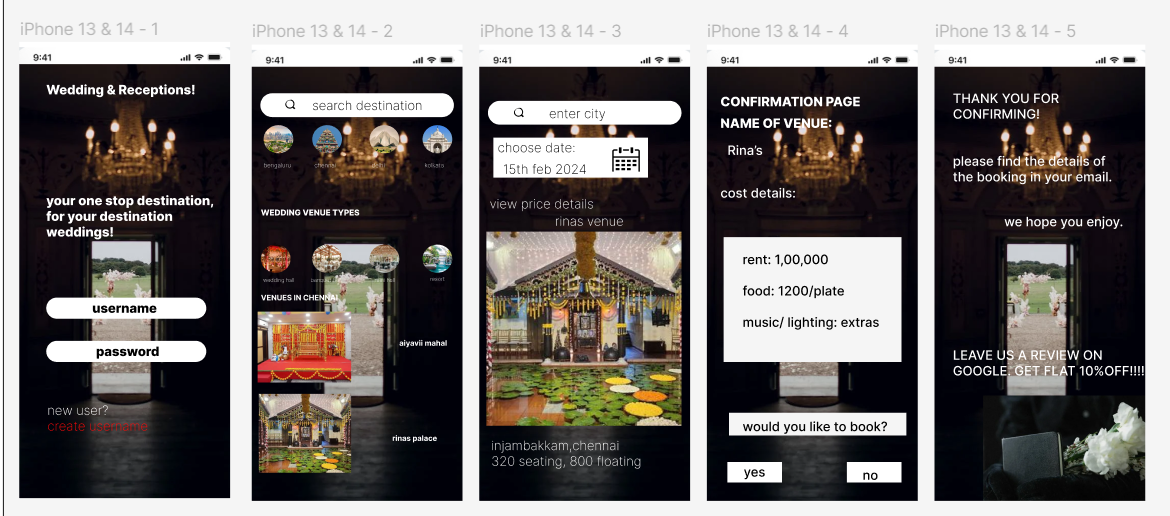 iPhone 13 & 14 - 1
9:41
Wedding & Receptions!
your one stop destination,
for your destination
weddings!
username
password
new user?
create username
iPhone 13 & 14 - 2
9:41
search destination
bengaluru
chennai
delhi
kolkata
WEDDING VENUE TYPES
wedding hall
resort
VENUES IN CHENNAI
aiyavii mahal
rinas palace
iPhone 13 & 14 - 3
9:41
enter city
choose date:
15th feb 2024
view price details
rinas venue
injambakkam,chennai
320 seating, 800 floating
iPhone 13 & 14 - 4
9:41
CONFIRMATION PAGE
NAME OF VENUE:
Rina's
cost details:
rent: 1,00,000
food: 1200/plate
music/ lighting: extras
would you like to book?
yes
no
iPhone 13 & 14 - 5
9:41
THANK YOU FOR
CONFIRMING!
please find the details of
the booking in your email.
we hope you enjoy.
LEAVE US A REVIEW ON
GOOGLE. GET FLAT 10%OFF!!!!